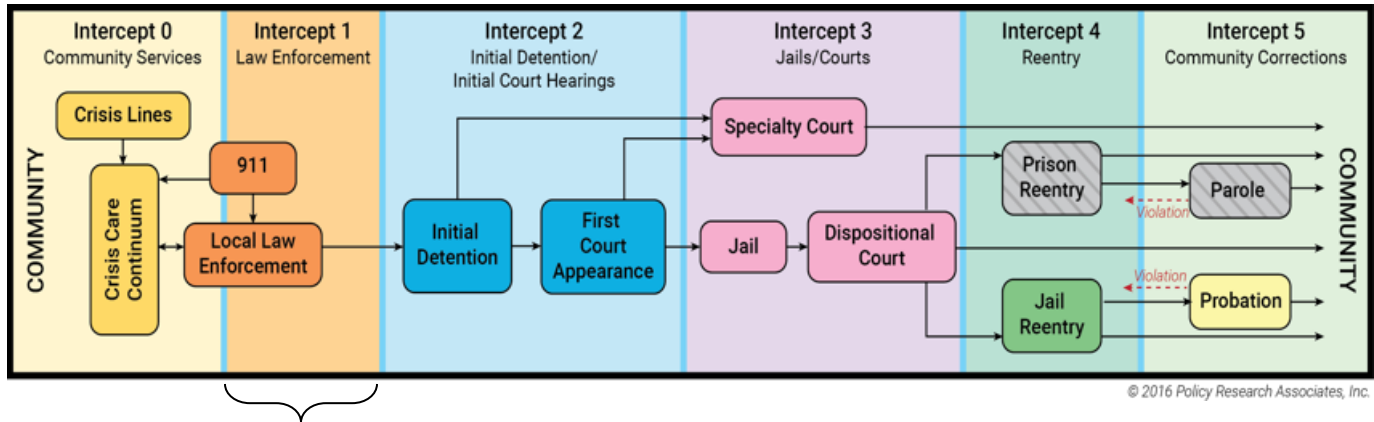 Intercept 0
Community Services
Intercept 1
Law Enforcement
Intercept 2
Initial Detention/
Initial Court Hearings
Intercept 3
Jails/Courts
Intercept 4
Reentry
Intercept 5
Community Corrections
COMMUNITY
Crisis Lines
Crisis Care
Continuum
911
Local Law
Enforcement
Initial
Detention
First
Court
Appearance
Specialty Court
Jail
Dispositional
Court
Prison
Reentry
Parole
Violation
Jail
Reentry
Violation
Probation
COMMUNITY
© 2016 Policy Research Associates, Inc.